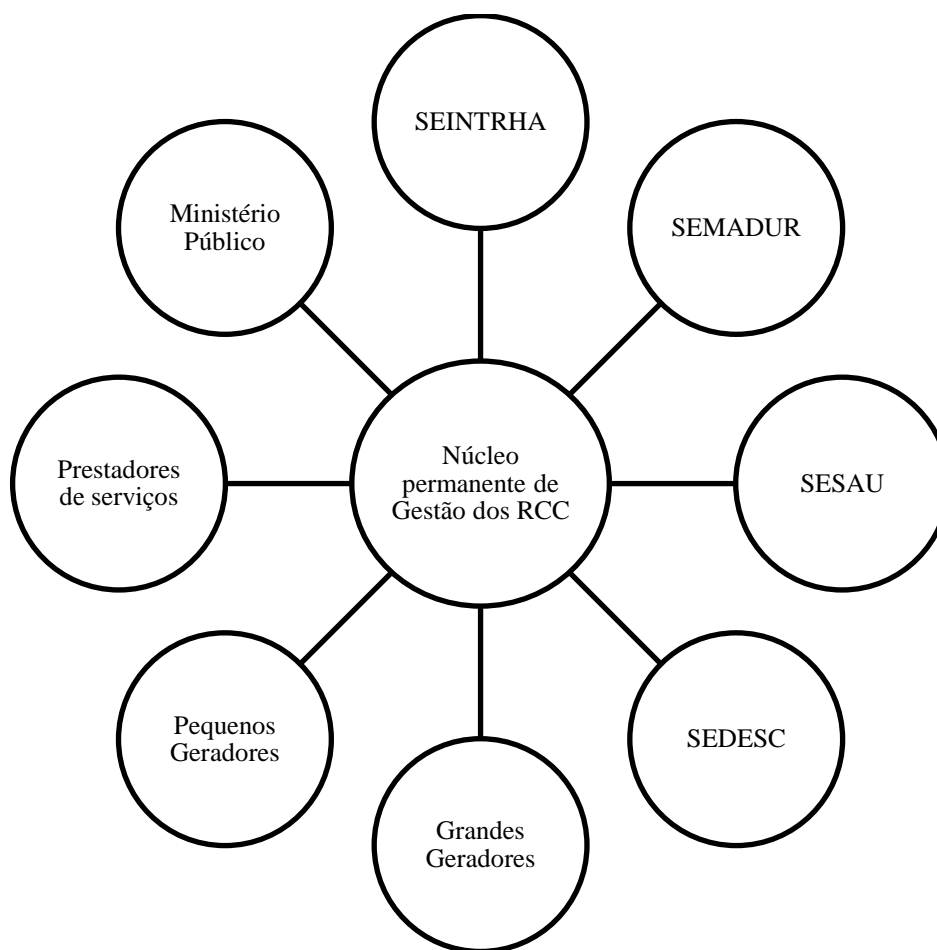 SEINTRHA
Ministério
Público
SEMADUR
Prestadores
de serviços
Núcleo
permanente de
Gestão dos RCC
SESAU
Pequenos
Geradores
SEDESC
Grandes
Geradores